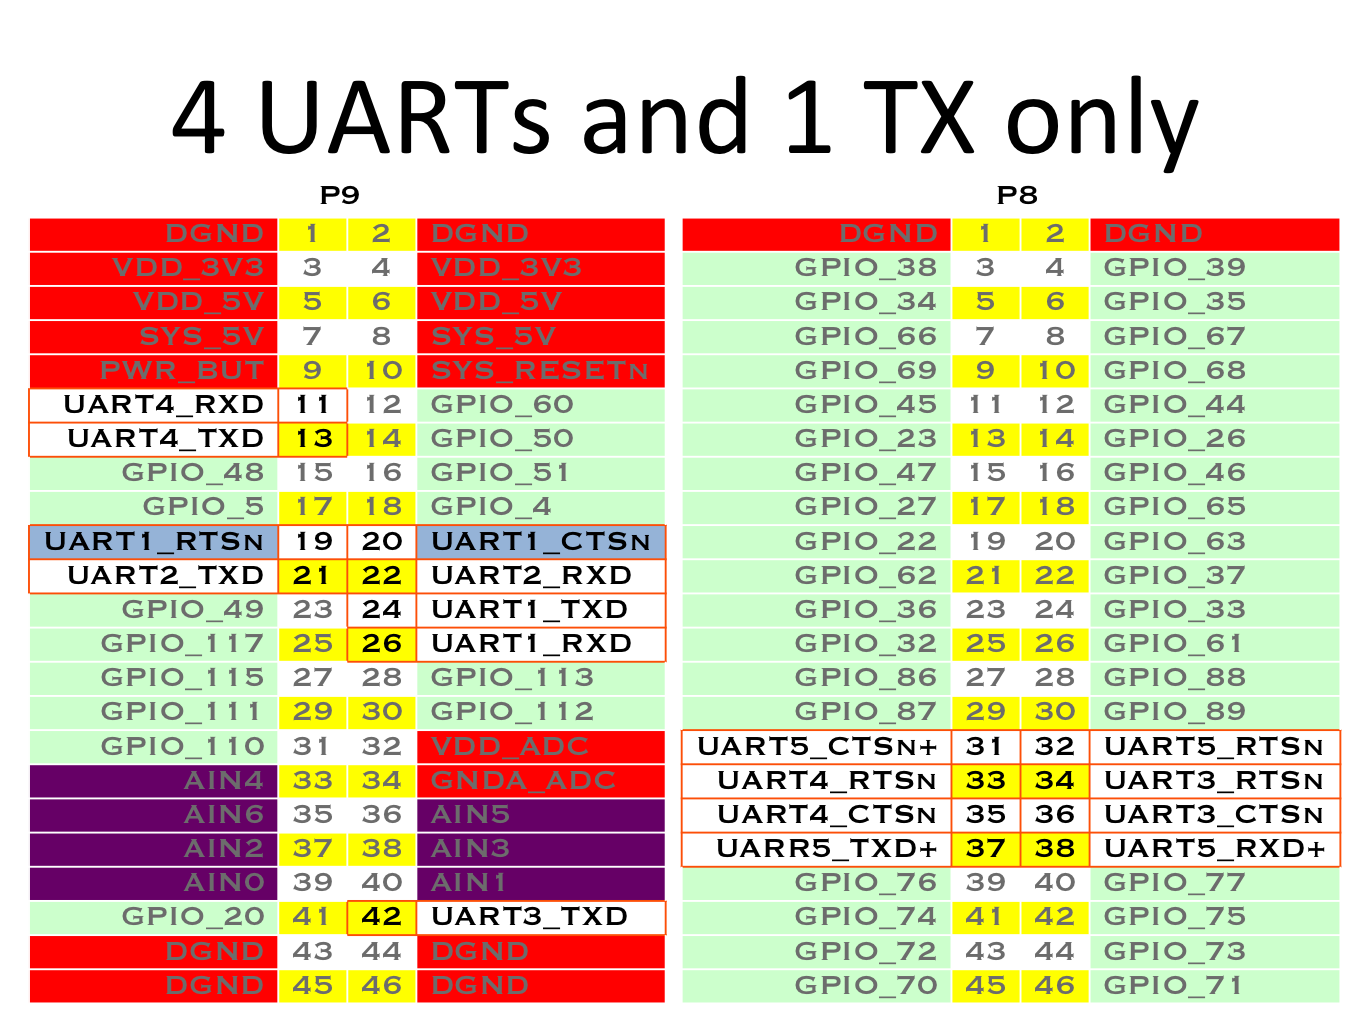 4 UARTs and 1 TX only
P9 P8
DGND 1 2 DGND DGND 1 2 DGND
VDD_3V3 3 4 VDD_3V3 GPIO_38 3 4 GPIO_39
VDD_5V 5 6 VDD_5V GPIO_34 5 6 GPIO_35
SYS_5V 7 8 SYS_5V GPIO_66 7 8 GPIO_67
PWR_BUT 9 10 SYS_RESETN GPIO_69 9 10 GPIO_68
UART4_RXD 11 12 GPIO_60 GPIO_45 11 12 GPIO_44
UART4_TXD 13 14 GPIO_50 GPIO_23 13 14 GPIO_26
GPIO_48 15 16 GPIO_51 GPIO_47 15 16 GPIO_46
GPIO_5 17 18 GPIO_4 GPIO_27 17 18 GPIO_65
UART1_RTSN 19 20 UART1_CTSN GPIO_22 19 20 GPIO_63
UART2_TXD 21 22 UART2_RXD GPIO_62 21 22 GPIO_37
GPIO_49 23 24 UART1_TXD GPIO_36 23 24 GPIO_33
GPIO_117 25 26 UART1_RXD GPIO_32 25 26 GPIO_61
GPIO_115 27 28 GPIO_113 GPIO_86 27 28 GPIO_88
GPIO_111 29 30 GPIO_112 GPIO_87 29 30 GPIO_89
GPIO_110 31 32 VDD_ADC UART5_CTSN+ 31 32 UART5_RTSN
AIN4 33 34 GNDA_ADC UART4_RTSN 33 34 UART3_RTSN
AIN6 35 36 AIN5 UART4_CTSN 35 36 UART3_CTSN
AIN2 37 38 AIN3 UARR5_TXD+ 37 38 UART5_RXD+
AIN0 39 40 AIN1 GPIO_76 39 40 GPIO_77
GPIO_20 41 42 UART3_TXD GPIO_74 41 42 GPIO_75
DGND 43 44 DGND GPIO_72 43 44 GPIO_73
DGND 45 46 DGND GPIO_70 45 46 GPIO_71